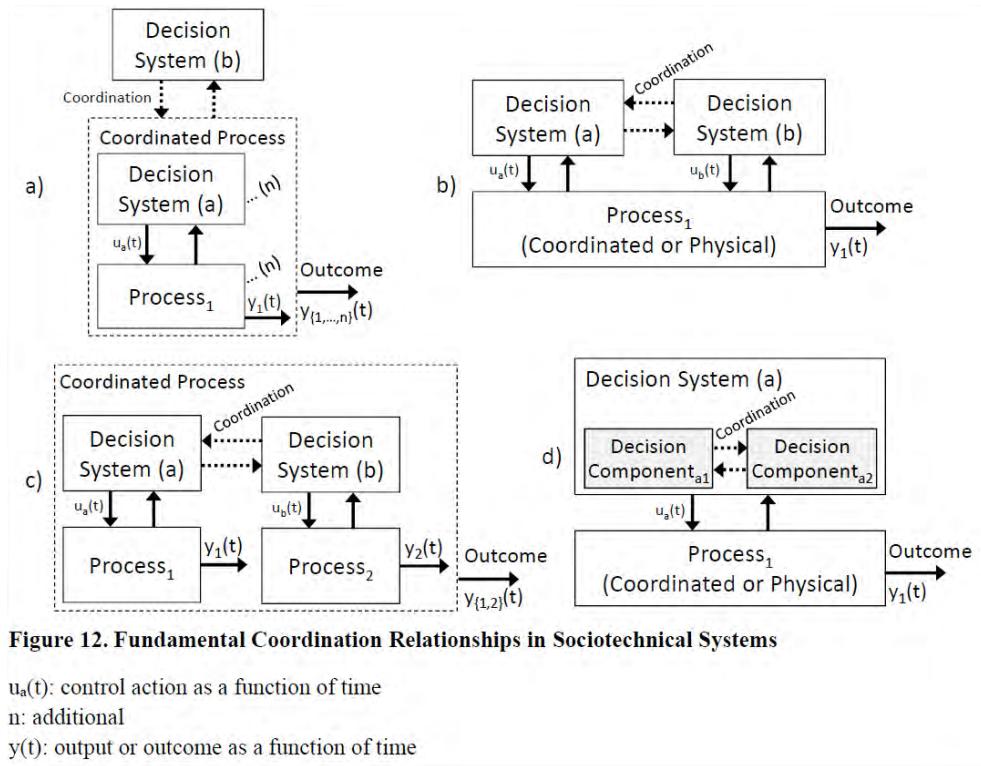 Decision
System (b)
Coordination
Coordinated Process
Decision
System (a)
... (n)
uₐ(t)
... (n)
Process₁
y₁(t)
Outcome
y{1,...,n}(t)
a)
b)
Coordination
Decision
System (a)
Decision
System (b)
uₐ(t)
u_b(t)
Process₁
(Coordinated or Physical)
Outcome
y₁(t)
c)
Coordinated Process
Coordination
Decision
System (a)
Decision
System (b)
uₐ(t)
u_b(t)
Process₁
y₁(t)
Process₂
y₂(t)
Outcome
y{1,2}(t)
d)
Decision System (a)
Coordination
Decision
Componentₐ₁
Decision
Componentₐ₂
uₐ(t)
Process₁
(Coordinated or Physical)
Outcome
y₁(t)
Figure 12. Fundamental Coordination Relationships in Sociotechnical Systems
uₐ(t): control action as a function of time
n: additional
y(t): output or outcome as a function of time